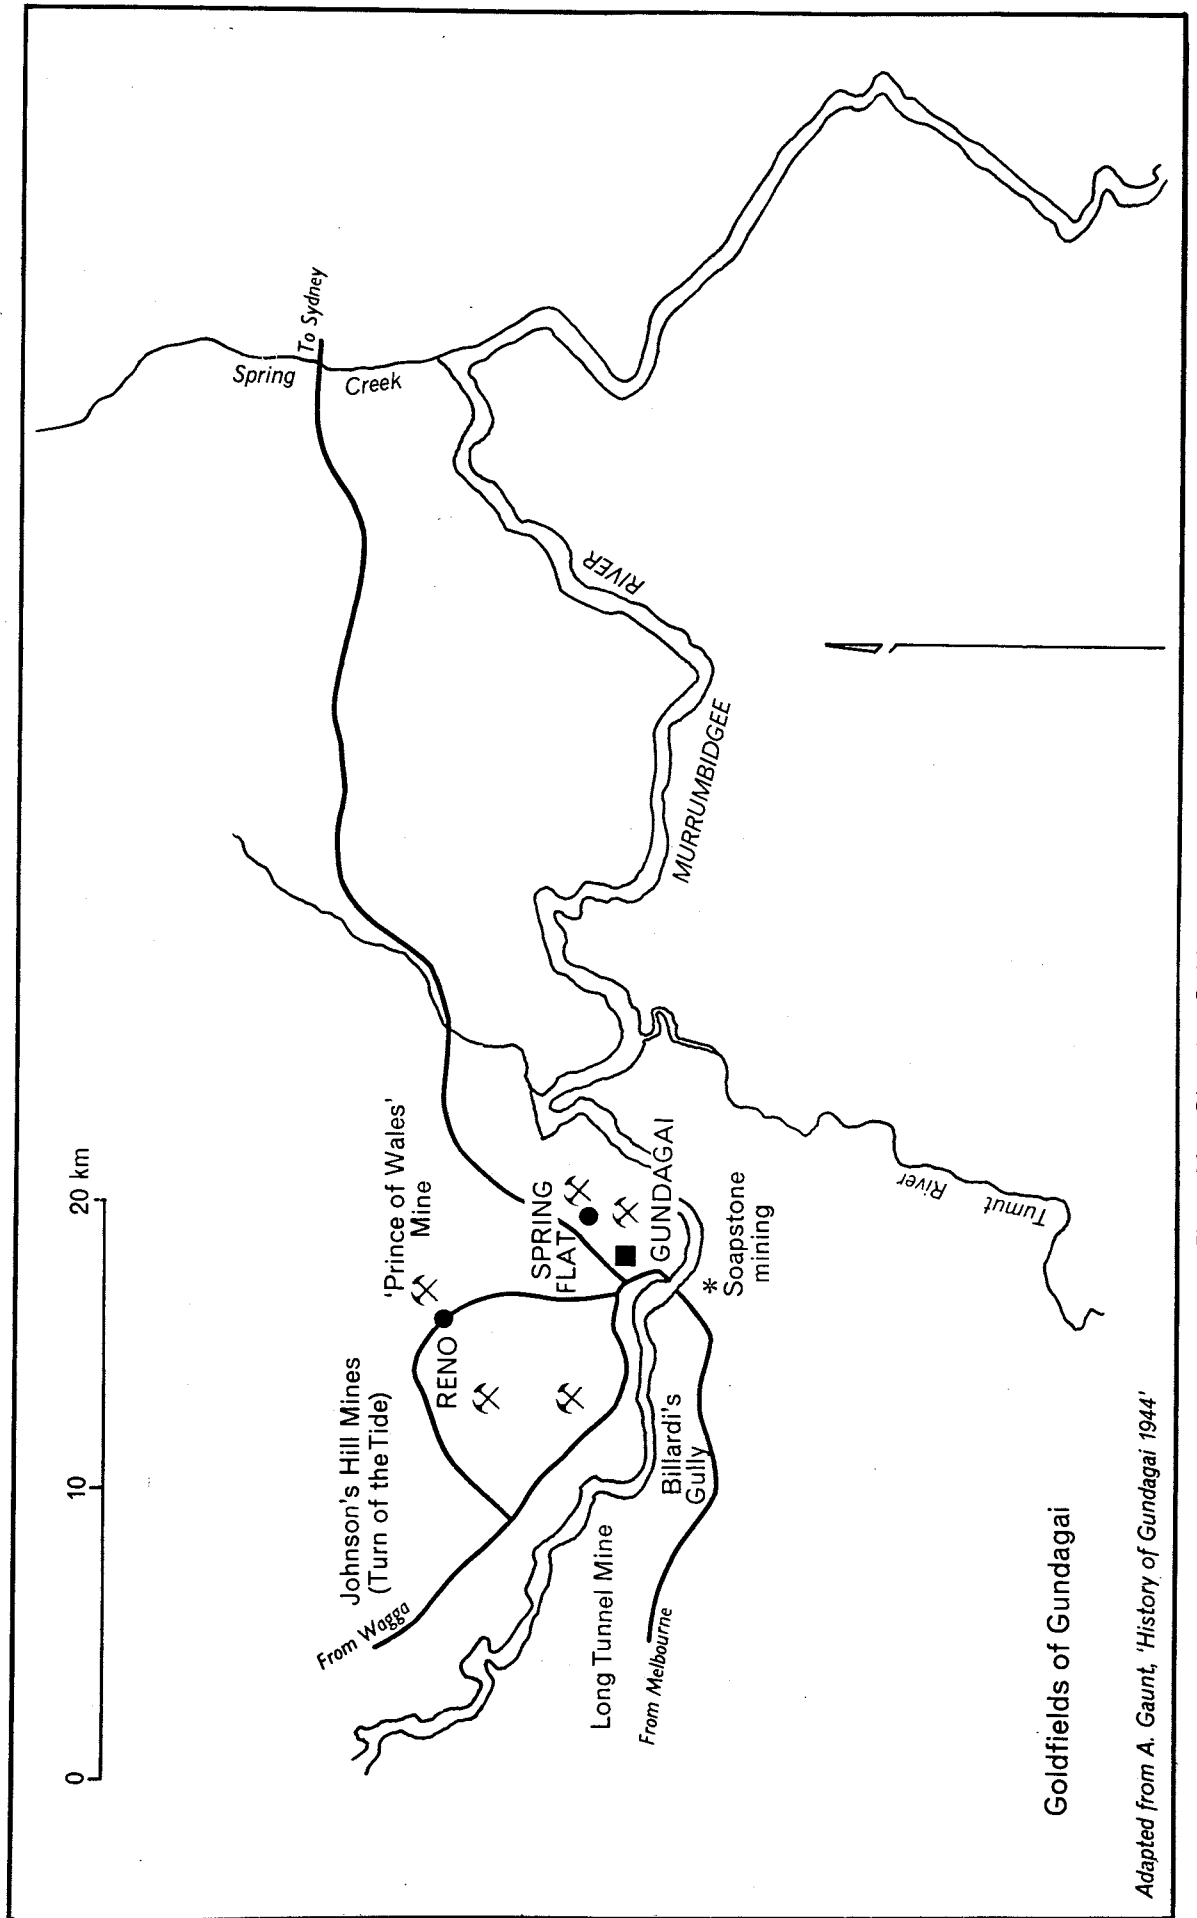 0
10
20 km
From Wagga
Johnson's Hill Mines
(Turn of the Tide)
RENO
'Prince of Wales'
Mine
Spring
Creek
To Sydney
SPRING
FLAT
GUNDAGAI
Soapstone
mining
Long Tunnel Mine
From Melbourne
Billardi's
Gully
MURRUMBIDGEE
RIVER
Tumut
River
Goldfields of Gundagai
Adapted from A. Gaunt, 'History of Gundagai 1944'